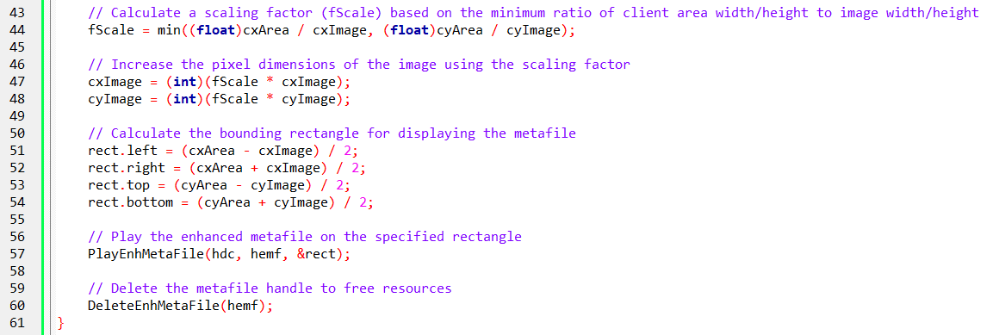 43 // Calculate a scaling factor (fScale) based on the minimum ratio of client area width/height to image width/height
44 fScale = min((float)cxArea / cxImage, (float)cyArea / cyImage);
45
46 // Increase the pixel dimensions of the image using the scaling factor
47 cxImage = (int)(fScale * cxImage);
48 cyImage = (int)(fScale * cyImage);
49
50 // Calculate the bounding rectangle for displaying the metafile
51 rect.left = (cxArea - cxImage) / 2;
52 rect.right = (cxArea + cxImage) / 2;
53 rect.top = (cyArea - cyImage) / 2;
54 rect.bottom = (cyArea + cyImage) / 2;
55
56 // Play the enhanced metafile on the specified rectangle
57 PlayEnhMetaFile(hdc, hemf, &rect);
58
59 // Delete the metafile handle to free resources
60 DeleteEnhMetaFile(hemf);
61 }